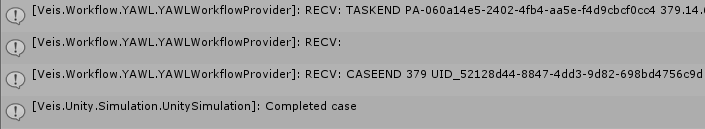 [Veis.Workflow.YAWL.YAWLWorkflowProvider]: RECV: TASKEND PA-060a14e5-2402-4fb4-aa5e-f4d9cbcf0cc4 379.14.
[Veis.Workflow.YAWL.YAWLWorkflowProvider]: RECV:
[Veis.Workflow.YAWL.YAWLWorkflowProvider]: RECV: CASEEND 379 UID_52128d44-8847-4dd3-9d82-698bd4756c9d
[Veis.Unity.Simulation.UnitySimulation]: Completed case